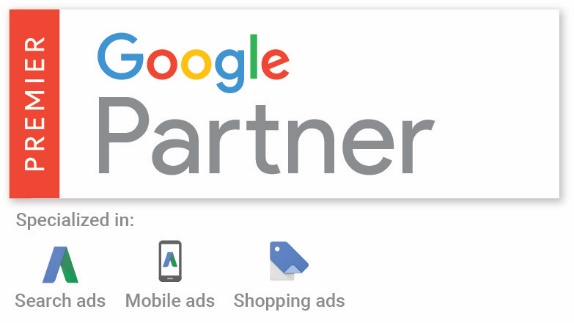 PREMIER
Google
Partner
Specialized in:
Search ads Mobile ads Shopping ads